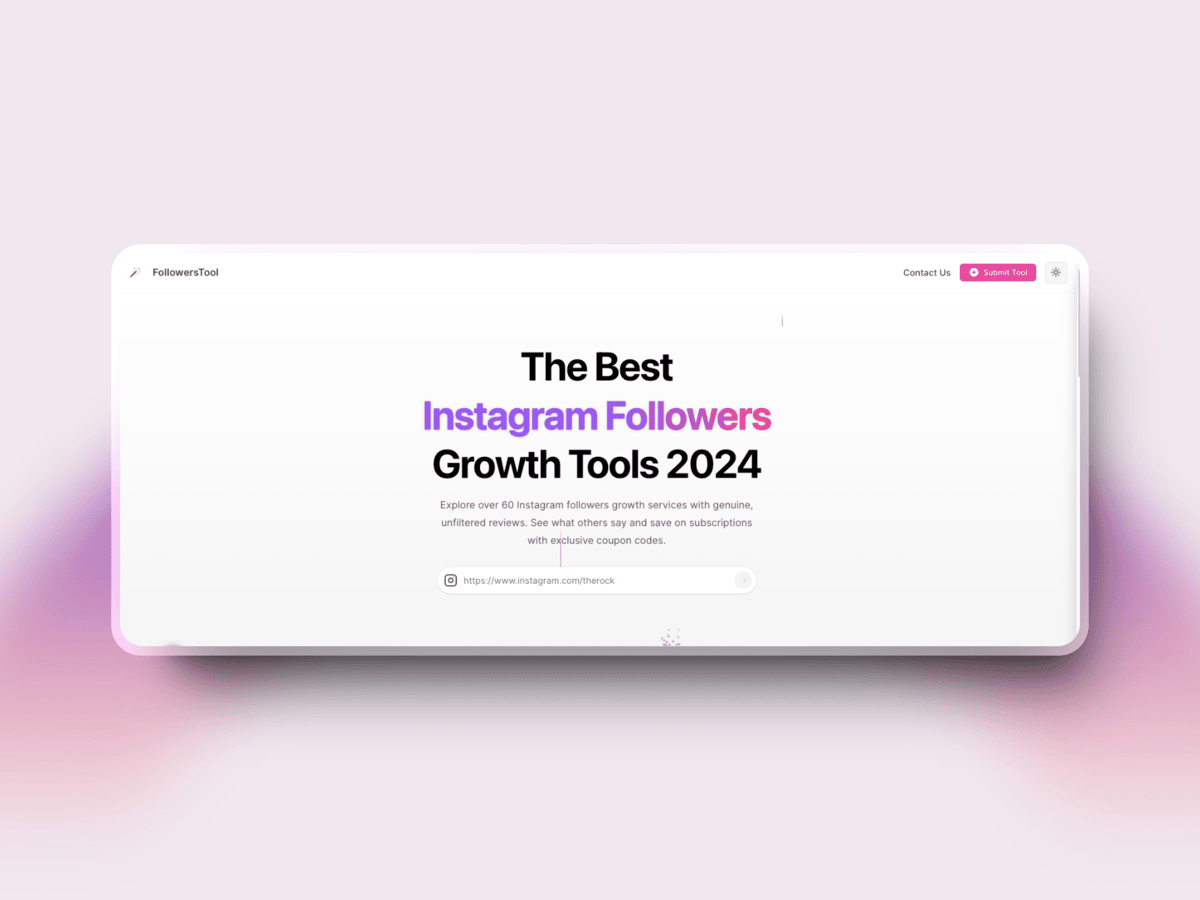 FollowersTool
Contact Us
Submit Tool
The Best
Instagram Followers
Growth Tools 2024
Explore over 60 Instagram followers growth services with genuine,
unfiltered reviews. See what others say and save on subscriptions
with exclusive coupon codes.
https://www.instagram.com/therock